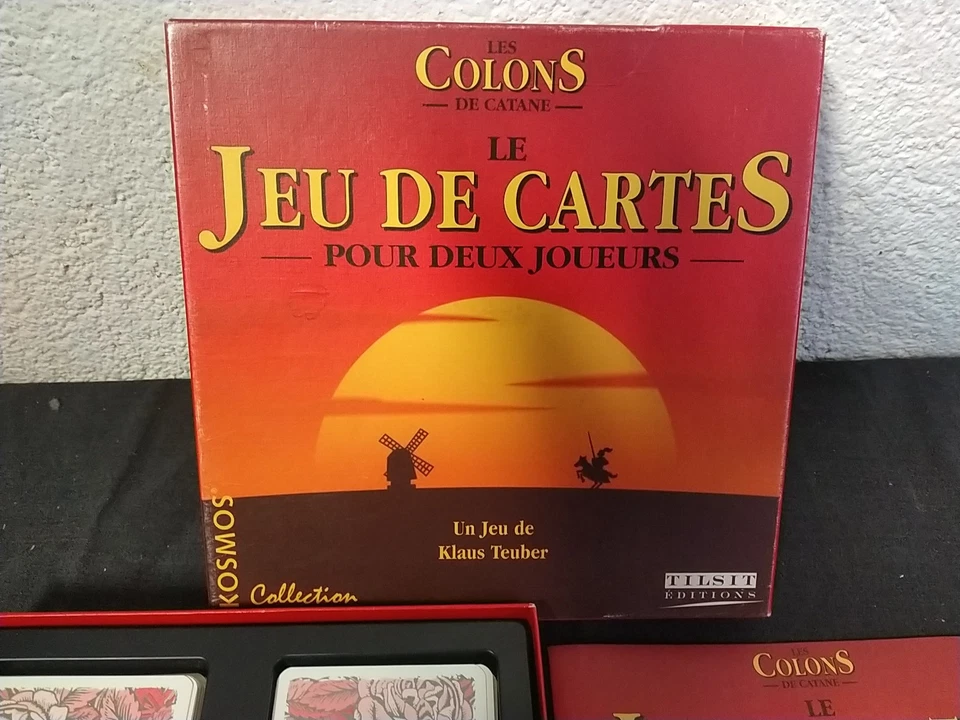 LES
COLONS
DE CATANE
LE
JEU DE CARTES
POUR DEUX JOUEURS
Un Jeu de
Klaus Teuber
KOSMOS
Collection
TILSIT
ÉDITIONS
LES
COLONS
DE CATANE
LE